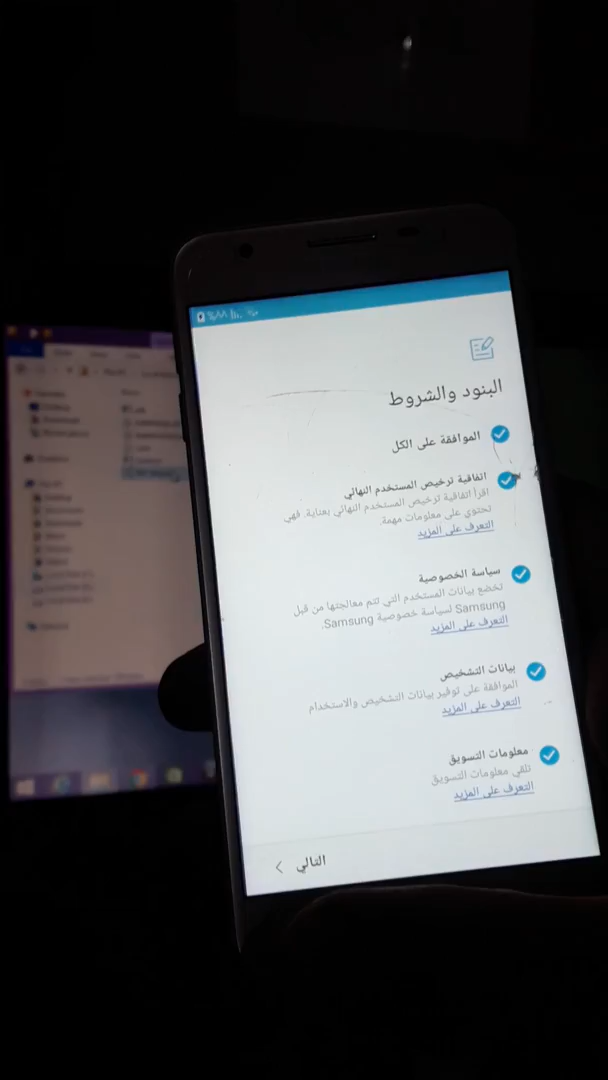 البنود والشروط
الموافقة على الكل
اتفاقية ترخيص المستخدم النهائي
اقرأ اتفاقية ترخيص المستخدم النهائي بعناية. فهي
تحتوي على معلومات مهمة.
التعرف على المزيد
سياسة الخصوصية
تخضع بيانات المستخدم التي تتم معالجتها من قبل
Samsung لسياسة خصوصية Samsung.
التعرف على المزيد
بيانات التشخيص
الموافقة على توفير بيانات التشخيص والاستخدام
التعرف على المزيد
معلومات التسويق
تلقي معلومات التسويق
التعرف على المزيد
التالي